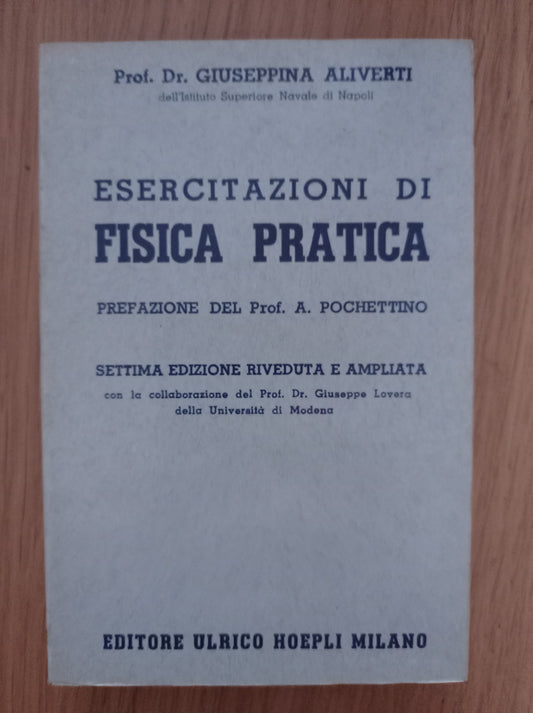 Prof. Dr. GIUSEPPINA ALIVERTI
dell'Istituto Superiore Navale di Napoli
ESERCITAZIONI DI
FISICA PRATICA
PREFAZIONE DEL Prof. A. POCHETTINO
SETTIMA EDIZIONE RIVEDUTA E AMPLIATA
con la collaborazione del Prof. Dr. Giuseppe Lovera
della Università di Modena
EDITORE ULRICO HOEPLI MILANO